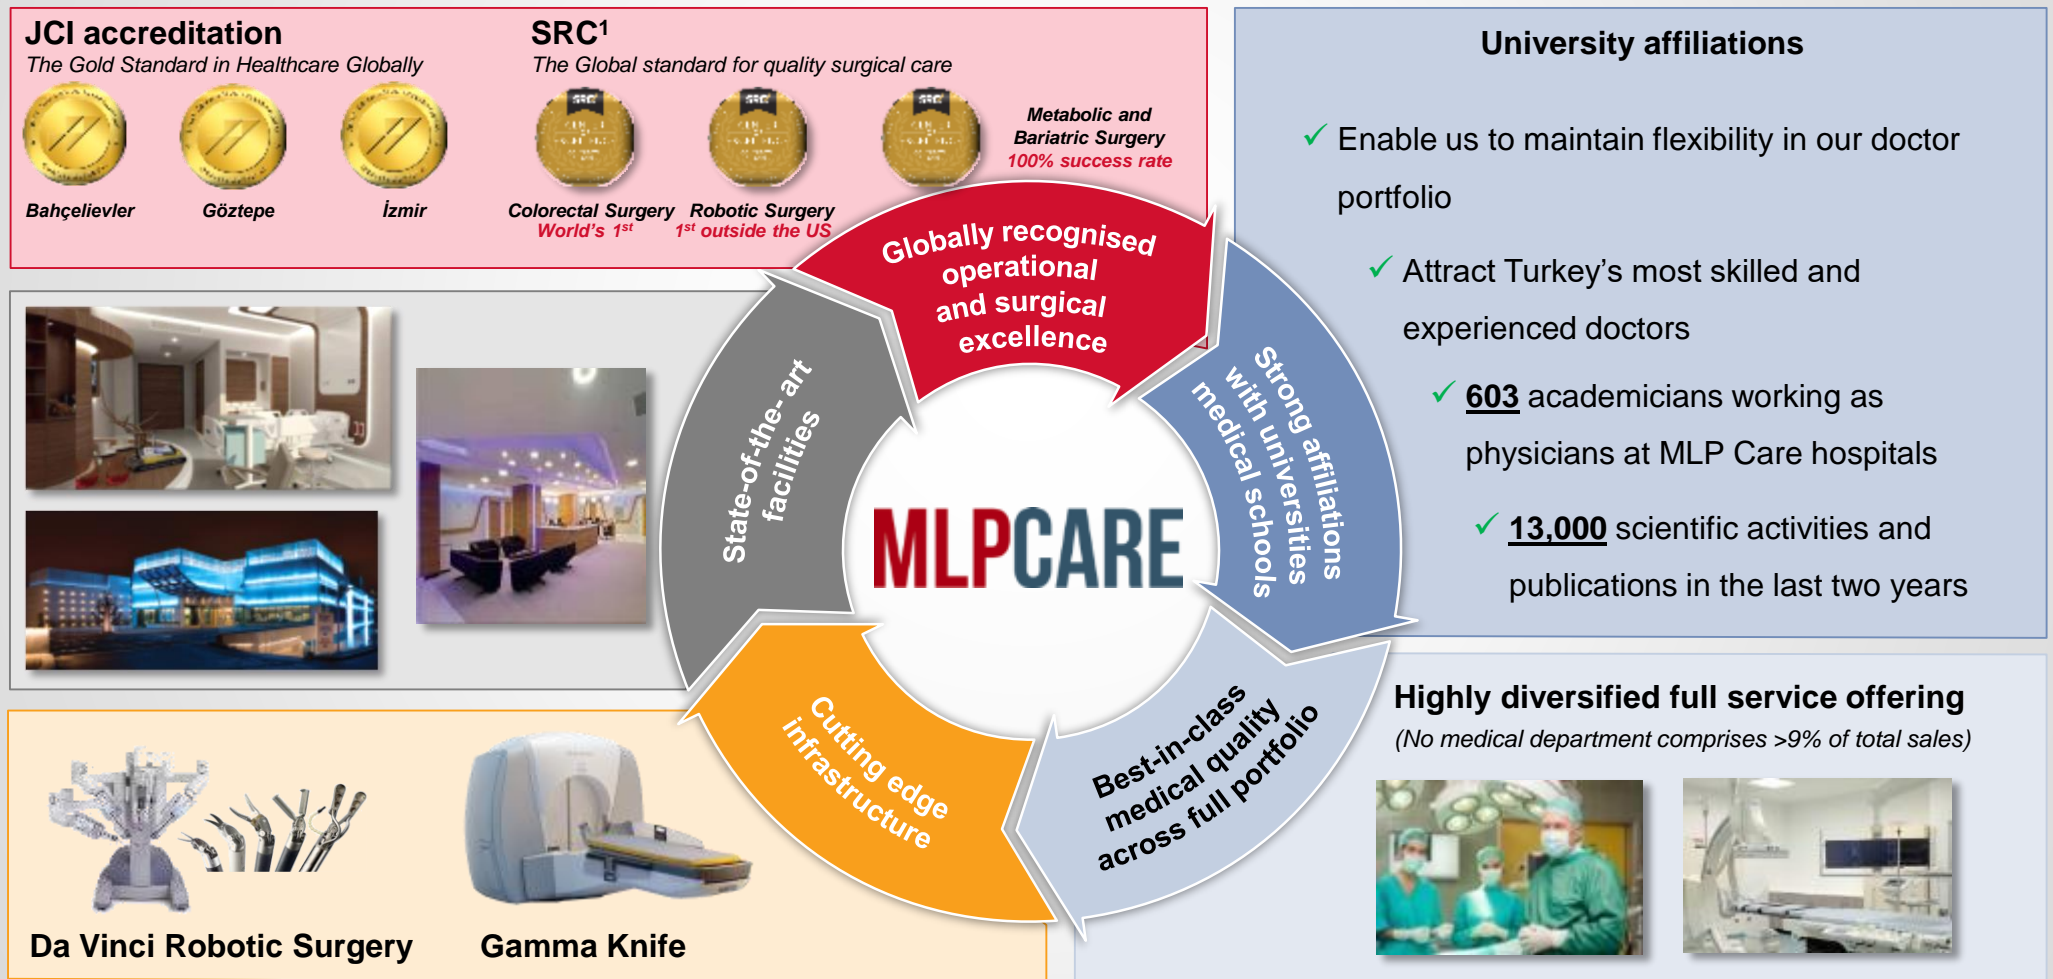 JCI accreditation
The Gold Standard in Healthcare Globally
Bahçelievler
Göztepe
İzmir
SRC¹
The Global standard for quality surgical care
SRC
SRC
SRC
Colorectal Surgery
World's 1st
Robotic Surgery
1st outside the US
Metabolic and
Bariatric Surgery
100% success rate
University affiliations
✓ Enable us to maintain flexibility in our doctor
portfolio
✓ Attract Turkey's most skilled and
experienced doctors
✓ 603 academicians working as
physicians at MLP Care hospitals
✓ 13,000 scientific activities and
publications in the last two years
Globally recognised
operational
and surgical
excellence
Strong affiliations
with universities
medical schools
Best-in-class
medical quality
across full portfolio
Cutting edge
infrastructure
State-of-the- art
facilities
MLPCARE
Da Vinci Robotic Surgery
Gamma Knife
Highly diversified full service offering
(No medical department comprises >9% of total sales)